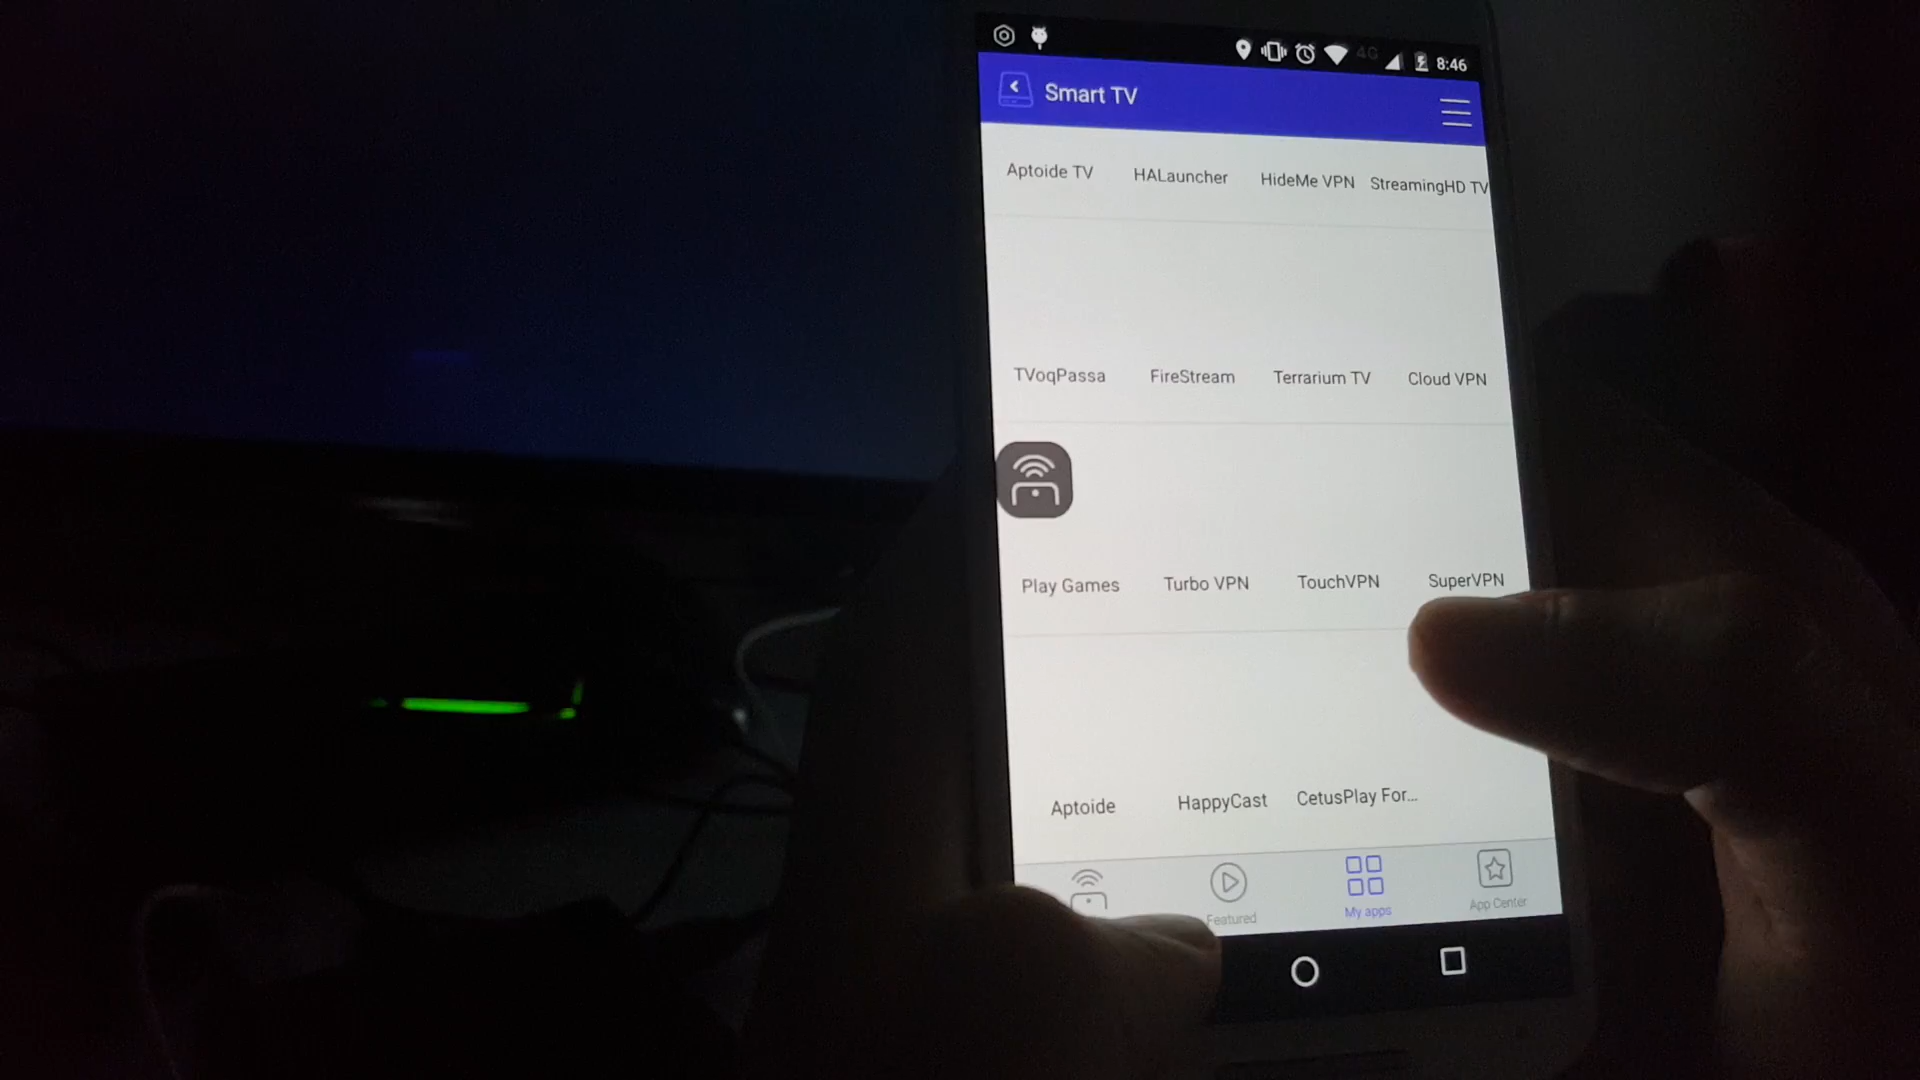 4G 8:46
Smart TV
Aptoide TV HALauncher HideMe VPN StreamingHD TV
TVoqPassa FireStream Terrarium TV Cloud VPN
Play Games Turbo VPN TouchVPN SuperVPN
Aptoide HappyCast CetusPlay For...
Featured My apps App Center